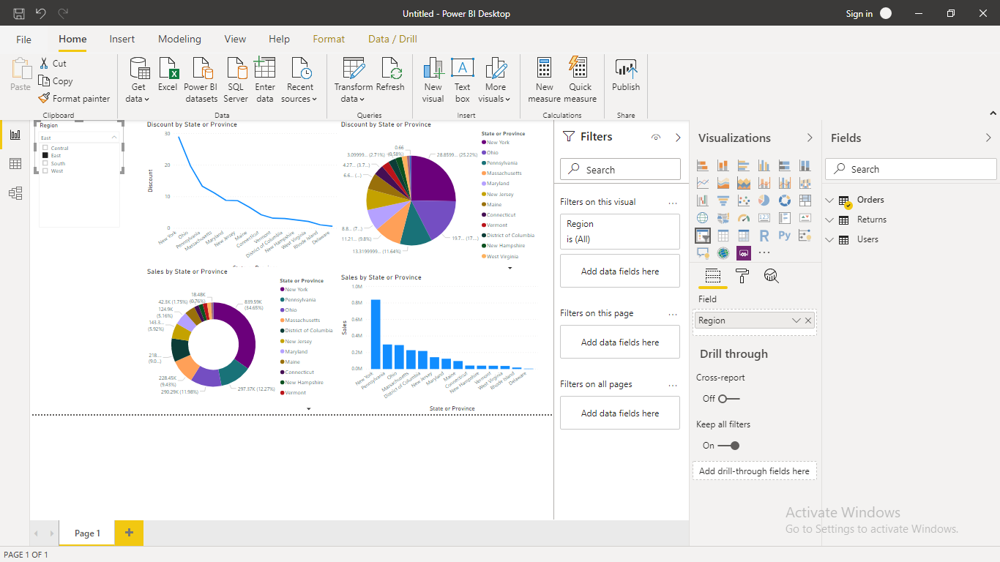 Untitled - Power BI Desktop
Sign in
File
Home
Insert
Modeling
View
Help
Format
Data / Drill
Paste
Cut
Copy
Format painter
Clipboard
Get data
Excel
Power BI datasets
SQL Server
Enter data
Recent sources
Data
Transform data
Refresh
Queries
New visual
Text box
More visuals
Insert
New measure
Quick measure
Calculations
Publish
Share
Region
East
Central
East
South
West
Discount by State or Province
Discount
30
20
10
0
New York
Ohio
Pennsylvania
Massachusetts
Maryland
New Jersey
Maine
Connecticut
Vermont
District of Columbia
New Hampshire
West Virginia
Rhode Island
Delaware
Discount by State or Province
0.66
(0.58%)
3.09999... (2.71%)
4.27... (3.7...)
6.6... (...)
8.8... (7...)
11.21... (9.8%)
13.3199999... (11.64%)
19.7... (17...)
28.8599... (25.22%)
State or Province
New York
Ohio
Pennsylvania
Massachusetts
Maryland
New Jersey
Maine
Connecticut
Vermont
District of Columbia
New Hampshire
West Virginia
Sales by State or Province
18.48K
(0.76%)
42.3K (1.75%)
124.9K
(5.16%)
143.3...
(5.92%)
218...
(9.0...)
228.45K
(9.43%)
290.29K (11.98%)
297.37K (12.27%)
839.59K
(34.65%)
State or Province
New York
Pennsylvania
Ohio
Massachusetts
District of Columbia
New Jersey
Maryland
Maine
Connecticut
New Hampshire
Vermont
Sales by State or Province
Sales
1.0M
0.8M
0.6M
0.4M
0.2M
0.0M
New York
Pennsylvania
Ohio
Massachusetts
District of Columbia
New Jersey
Maryland
Maine
Connecticut
New Hampshire
Vermont
West Virginia
Rhode Island
Delaware
State or Province
Filters
Search
Filters on this visual
...
Region
is (All)
Add data fields here
Filters on this page
...
Add data fields here
Filters on all pages
...
Add data fields here
Visualizations
R
Py
...
Field
Region
Drill through
Cross-report
Off
Keep all filters
On
Add drill-through fields here
Fields
Search
Orders
Returns
Users
Activate Windows
Go to Settings to activate Windows.
Page 1
PAGE 1 OF 1